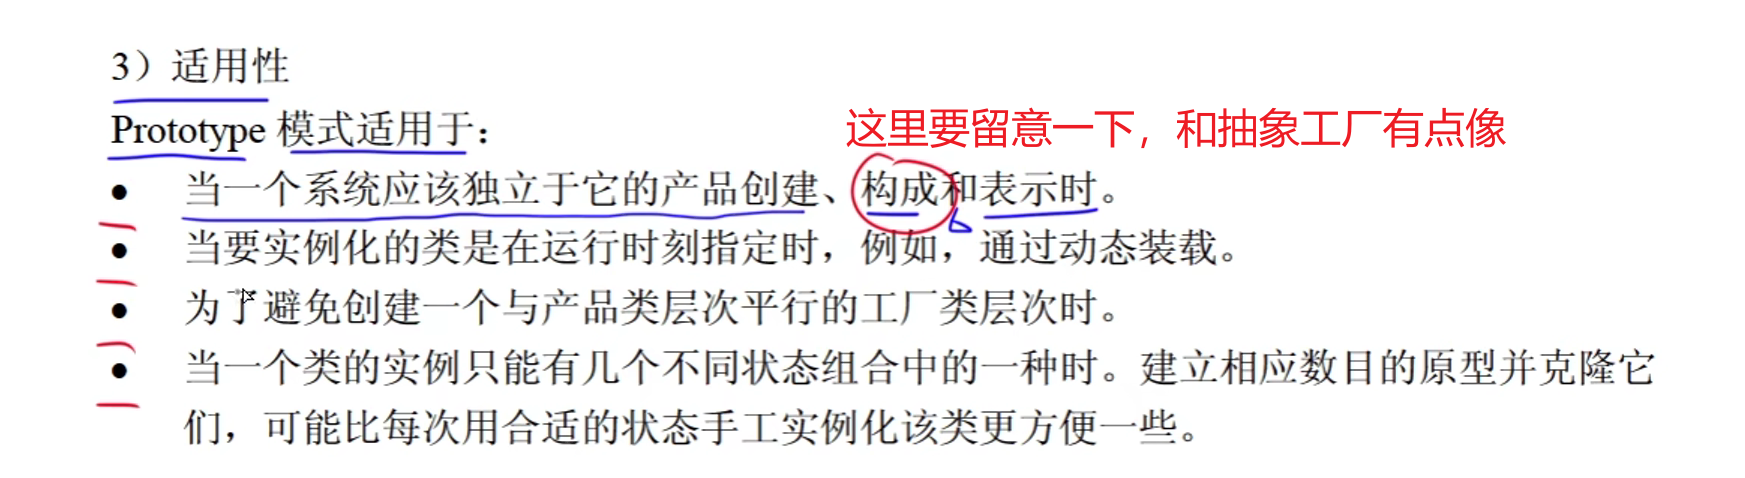 3）适用性
Prototype 模式适用于：
这里要留意一下，和抽象工厂有点像
● 当一个系统应该独立于它的产品创建、构成和表示时。
● 当要实例化的类是在运行时刻指定时，例如，通过动态装载。
● 为了避免创建一个与产品类层次平行的工厂类层次时。
● 当一个类的实例只能有几个不同状态组合中的一种时。建立相应数目的原型并克隆它
们，可能比每次用合适的状态手工实例化该类更方便一些。